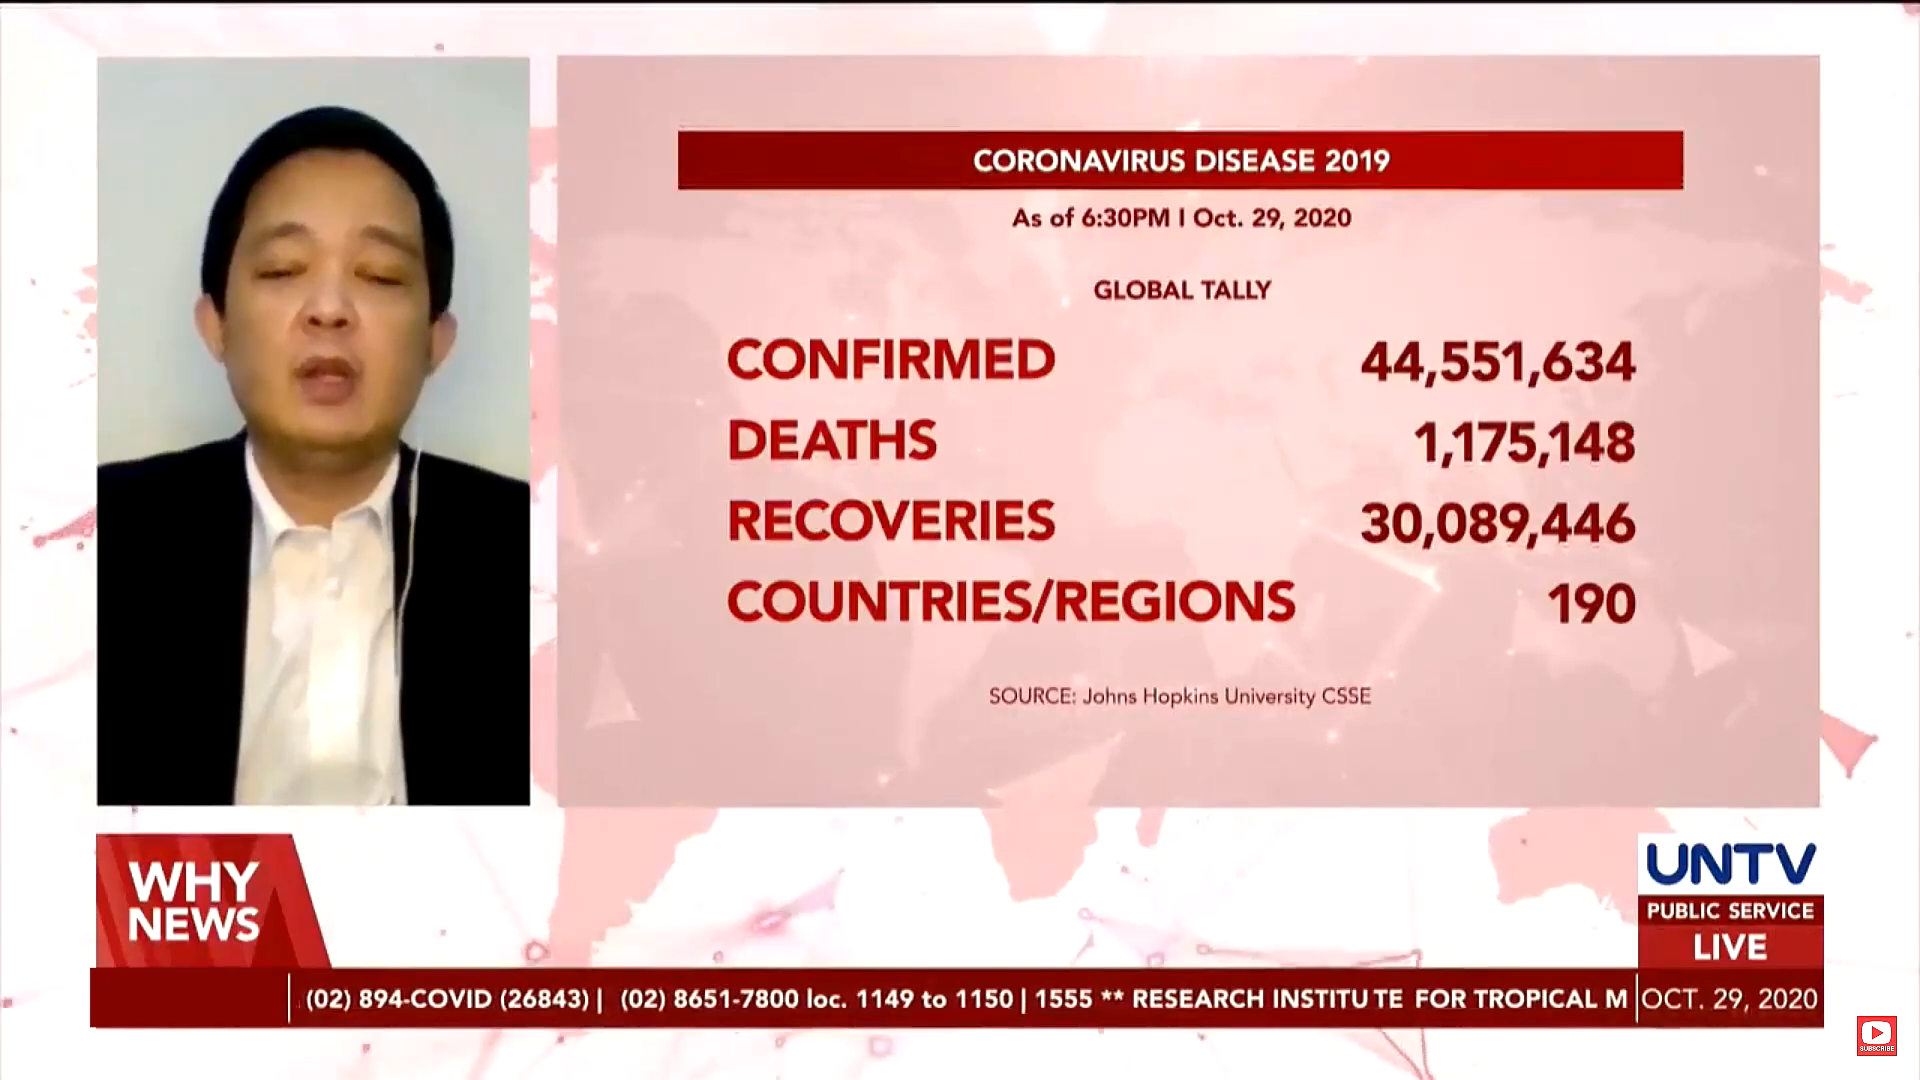 CORONAVIRUS DISEASE 2019
As of 6:30PM I Oct. 29, 2020
GLOBAL TALLY
CONFIRMED 44,551,634
DEATHS 1,175,148
RECOVERIES 30,089,446
COUNTRIES/REGIONS 190
SOURCE: Johns Hopkins University CSSE
WHY
NEWS
UNTV
PUBLIC SERVICE
LIVE
(02) 894-COVID (26843) | (02) 8651-7800 loc. 1149 to 1150 | 1555 ** RESEARCH INSTITUTE FOR TROPICAL M
OCT. 29, 2020
SUBSCRIBE